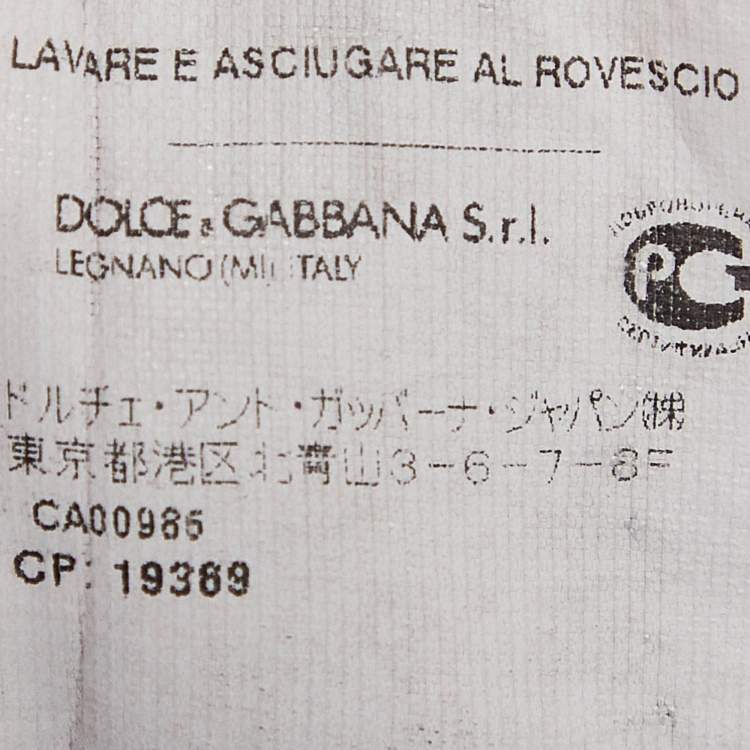 LAVARE E ASCIUGARE AL ROVESCIO
DOLCE & GABBANA S.r.l.
LEGNANO (MI) ITALY
РС
ドルチェ・アンド・ガッバーナ・ジャパン㈱
東京都港区北青山3-6-7-8F
CA00985
CP: 19369